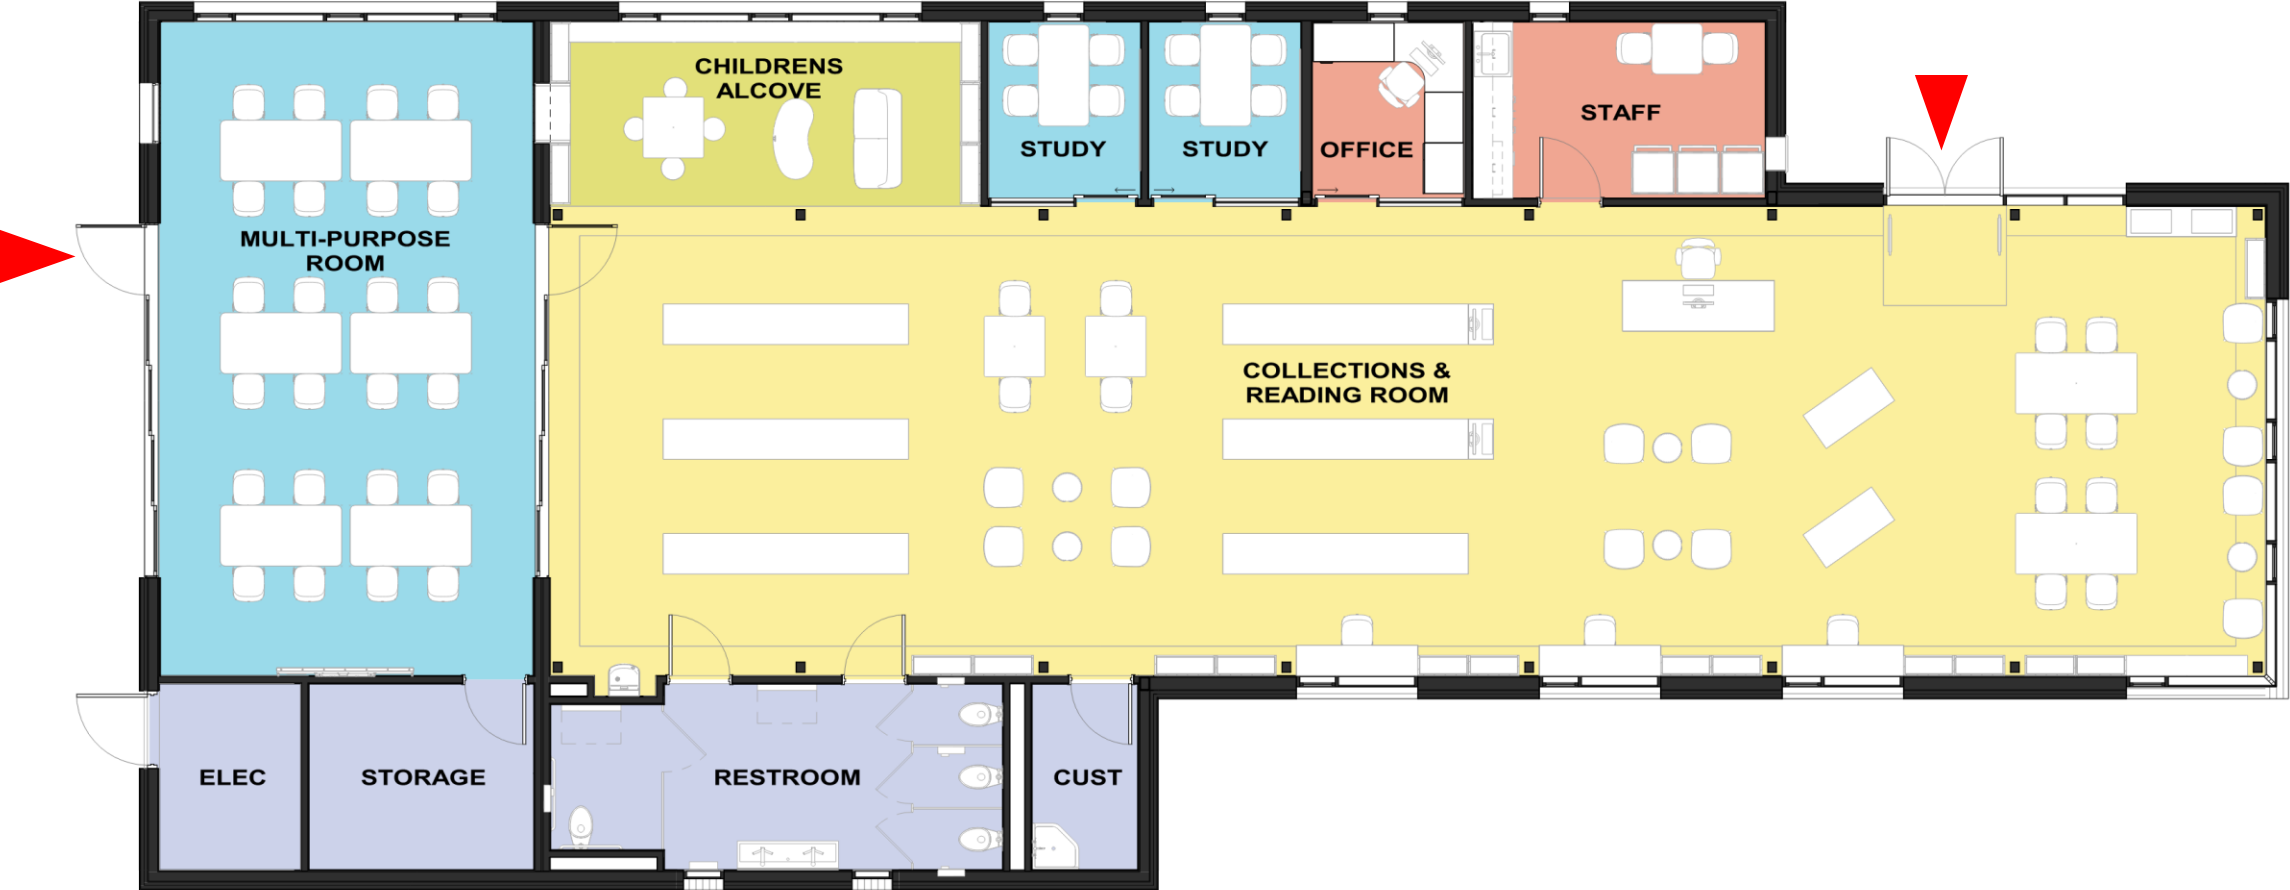 CHILDRENS
ALCOVE
STUDY
STUDY
OFFICE
STAFF
MULTI-PURPOSE
ROOM
COLLECTIONS &
READING ROOM
ELEC
STORAGE
RESTROOM
CUST